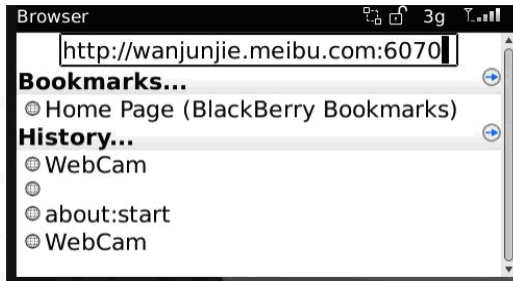 Browser 3g
http://wanjunjie.meibu.com:6070
Bookmarks...
Home Page (BlackBerry Bookmarks)
History...
WebCam
about:start
WebCam